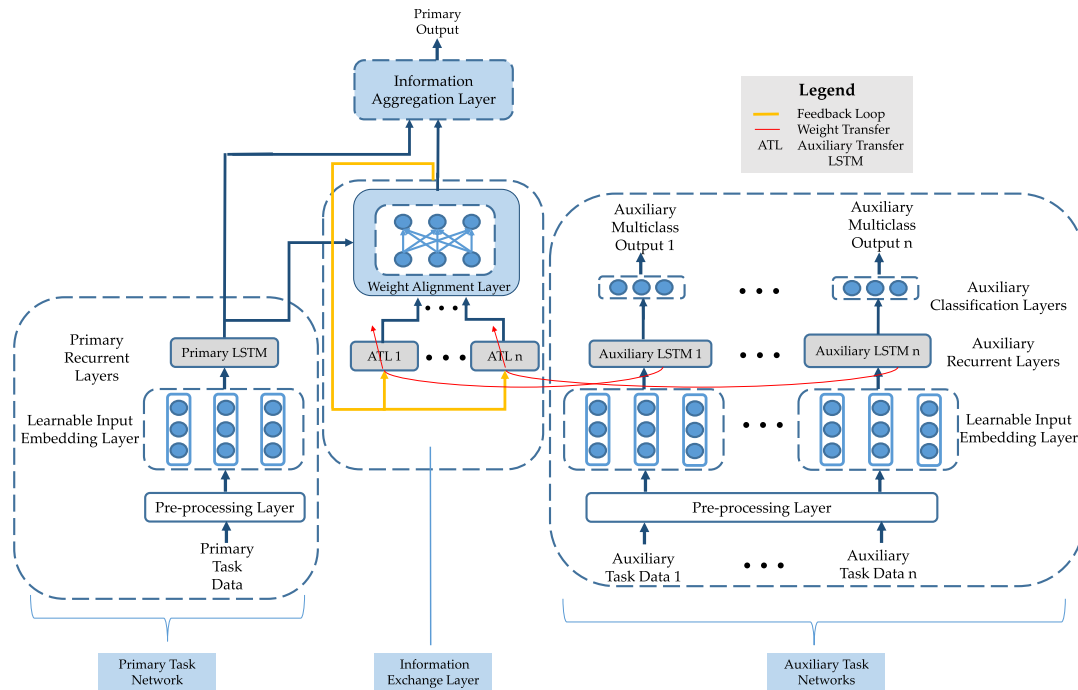 Primary
Output
Information
Aggregation Layer
Legend
Feedback Loop
Weight Transfer
ATL Auxiliary Transfer
LSTM
Weight Alignment Layer
ATL 1
ATL n
Primary
Recurrent
Layers
Primary LSTM
Learnable Input
Embedding Layer
Pre-processing Layer
Primary
Task
Data
Primary Task
Network
Information
Exchange Layer
Auxiliary
Multiclass
Output 1
Auxiliary
Multiclass
Output n
Auxiliary
Classification Layers
Auxiliary LSTM 1
Auxiliary LSTM n
Auxiliary
Recurrent Layers
Learnable Input
Embedding Layer
Pre-processing Layer
Auxiliary
Task Data 1
Auxiliary
Task Data n
Auxiliary Task
Networks